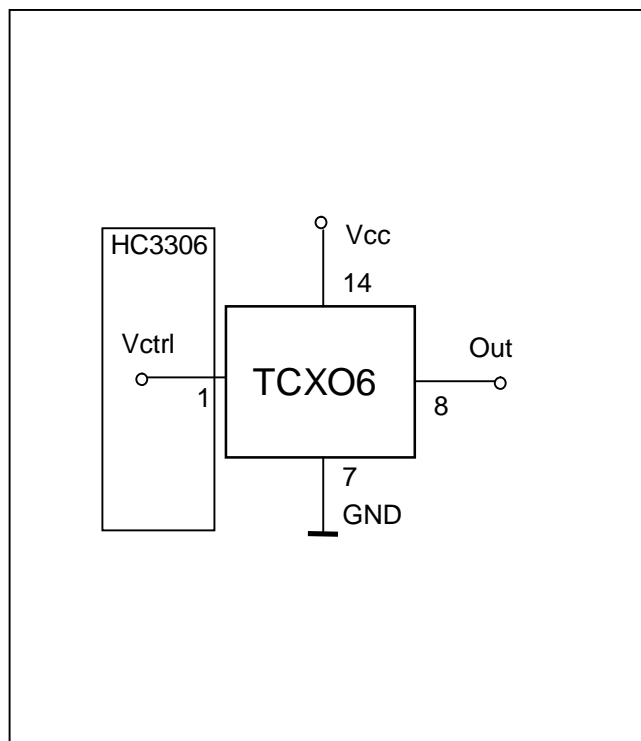 HC3306
Vcc
14
Vctrl
Out
1
TCXO6
8
7
GND